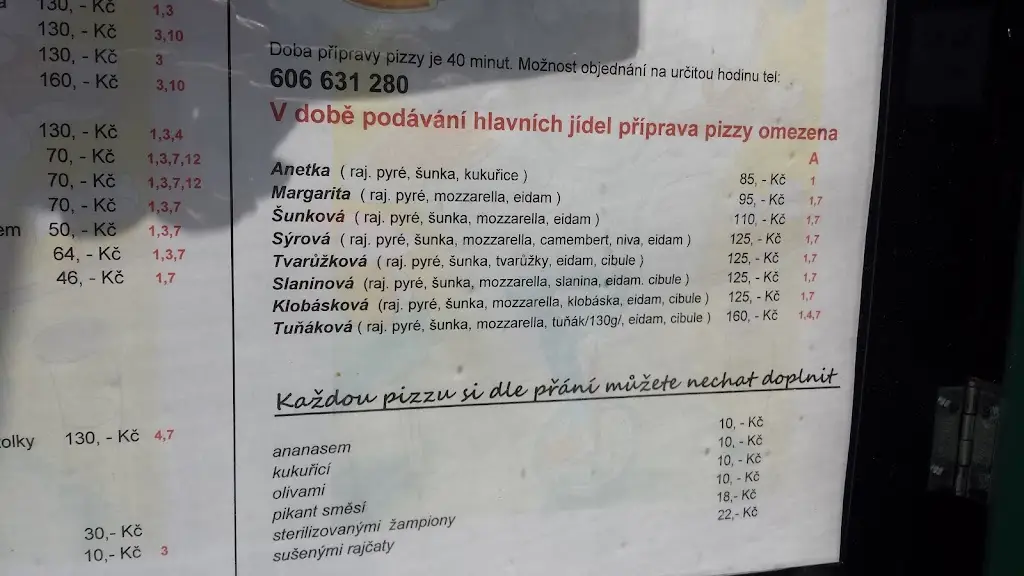 130, - Kč 1,3
130, - Kč 3,10
130, - Kč 3
160, - Kč 3,10
130, - Kč 1,3,4
70, - Kč 1,3,7,12
70, - Kč 1,3,7,12
70, - Kč 1,3,7
em 50, - Kč 1,3,7
64, - Kč 1,3,7
46, - Kč 1,7
olky 130, - Kč 4,7
30,- Kč
10,- Kč 3
Doba přípravy pizzy je 40 minut. Možnost objednání na určitou hodinu tel:
606 631 280
V době podávání hlavních jídel příprava pizzy omezena
A
Anetka ( raj. pyré, šunka, kukuřice ) 85, - Kč 1
Margarita ( raj. pyré, mozzarella, eidam ) 95, - Kč 1,7
Šunková ( raj. pyré, šunka, mozzarella, eidam ) 110, - Kč 1,7
Sýrová ( raj. pyré, šunka, mozzarella, camembert, niva, eidam ) 125, - Kč 1,7
Tvarůžková ( raj. pyré, šunka, tvarůžky, eidam, cibule ) 125, - Kč 1,7
Slaninová (raj. pyré, šunka, mozzarella, slanina, eidam. cibule ) 125, - Kč 1,7
Klobásková (raj. pyré, šunka, mozzarella, klobáska, eidam, cibule ) 125, - Kč 1,7
Tuňáková ( raj. pyré, šunka, mozzarella, tuňák/130g/, eidam, cibule ) 160, - Kč 1,4,7
Každou pizzu si dle přání můžete nechat doplnit
ananasem 10, - Kč
kukuřicí 10, - Kč
olivami 10, - Kč
pikant směsí 10, - Kč
sterilizovanými žampiony 18,- Kč
sušenými rajčaty 22,- Kč